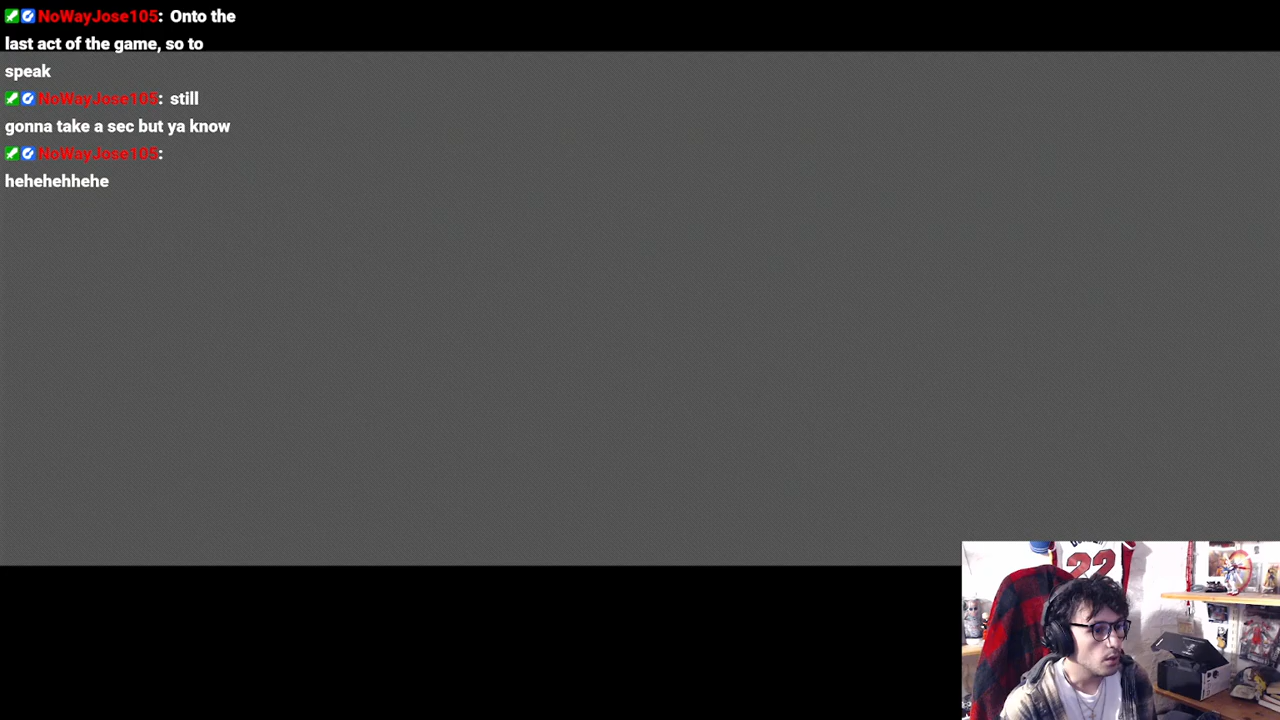 NoWayJose105: Onto the
last act of the game, so to
speak
NoWayJose105: still
gonna take a sec but ya know
NoWayJose105:
hehehehhehe
22